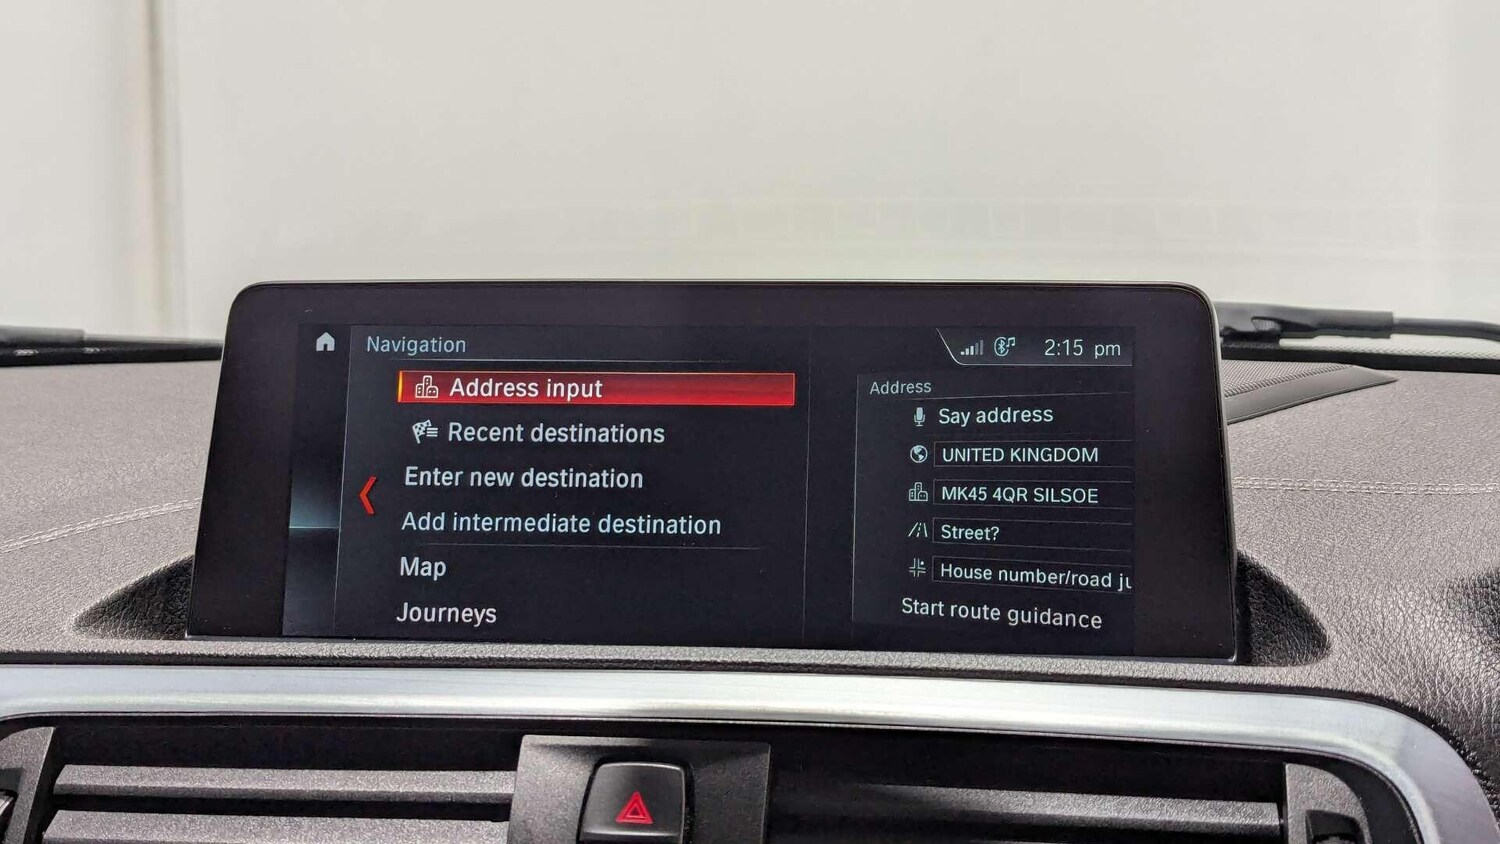 Navigation
2:15 pm
Address input
Recent destinations
Enter new destination
Add intermediate destination
Map
Journeys
Address
Say address
UNITED KINGDOM
MK45 4QR SILSOE
Street?
House number/road ju
Start route guidance